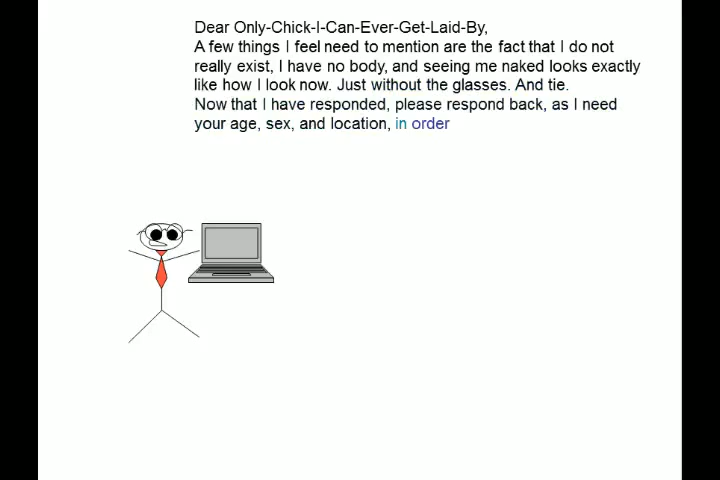 Dear Only-Chick-I-Can-Ever-Get-Laid-By,
A few things I feel need to mention are the fact that I do not
really exist, I have no body, and seeing me naked looks exactly
like how I look now. Just without the glasses. And tie.
Now that I have responded, please respond back, as I need
your age, sex, and location, in order